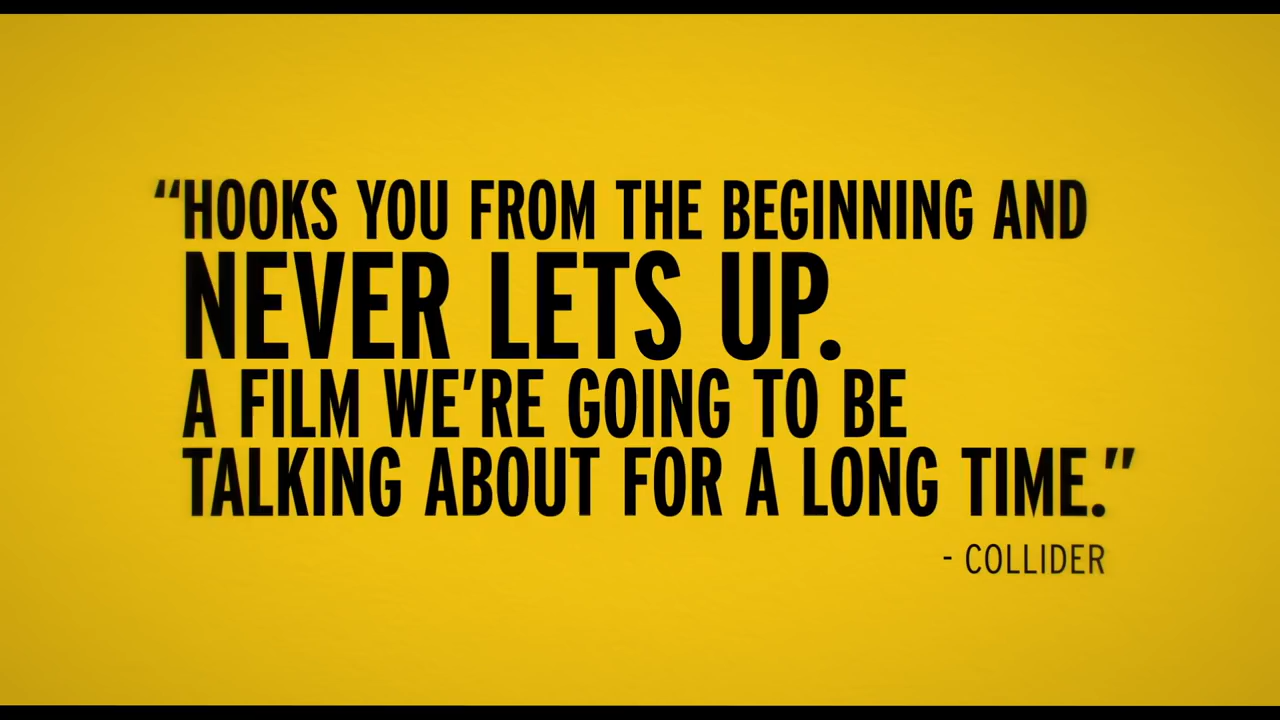 “HOOKS YOU FROM THE BEGINNING AND
NEVER LETS UP.
A FILM WE’RE GOING TO BE
TALKING ABOUT FOR A LONG TIME.”
- COLLIDER